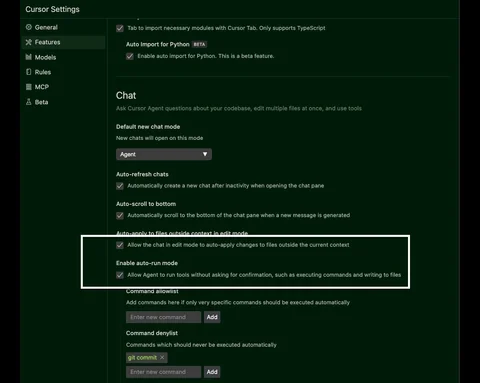 Cursor Settings
General
Features
Models
Rules
MCP
Beta
Tab to import necessary modules with Cursor Tab. Only supports TypeScript
Auto Import for Python BETA
Enable auto import for Python. This is a beta feature.
Chat
Ask Cursor Agent questions about your codebase, edit multiple files at once, and use tools
Default new chat mode
New chats will open on this mode
Agent
Auto-refresh chats
Automatically create a new chat after inactivity when opening the chat pane
Auto-scroll to bottom
Automatically scroll to the bottom of the chat pane when a new message is generated
Auto-apply to files outside context in edit mode
Allow the chat in edit mode to auto-apply changes to files outside the current context
Enable auto-run mode
Allow Agent to run tools without asking for confirmation, such as executing commands and writing to files
Command allowlist
Add commands here if only very specific commands should be executed automatically
Enter new command Add
Command denylist
Commands which should never be executed automatically
git commit ×
Enter new command Add